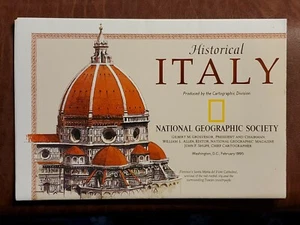 Historical
ITALY
Produced by the Cartographic Division
NATIONAL GEOGRAPHIC SOCIETY
GILBERT M. GROSVENOR, PRESIDENT AND CHAIRMAN
WILLIAM L. ALLEN, EDITOR, NATIONAL GEOGRAPHIC MAGAZINE
JOHN F. SHUPE, CHIEF CARTOGRAPHER
Washington, D.C., February 1995